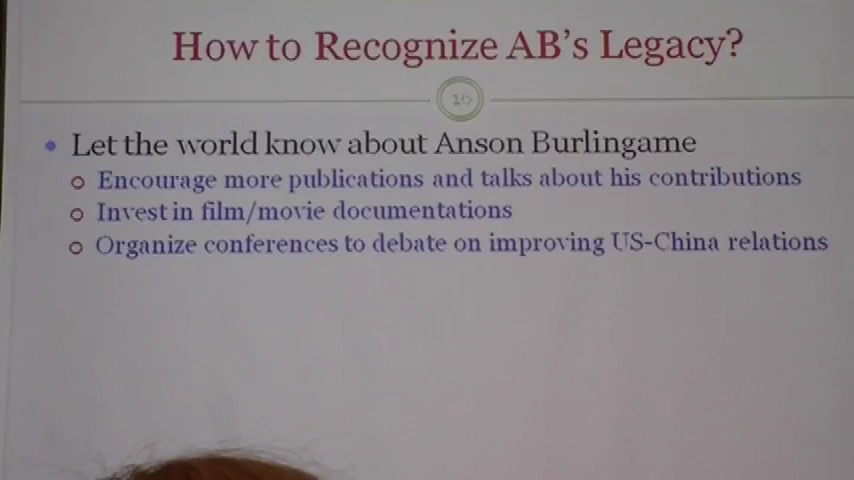 How to Recognize AB's Legacy?
16
Let the world know about Anson Burlingame
Encourage more publications and talks about his contributions
Invest in film/movie documentations
Organize conferences to debate on improving US-China relations